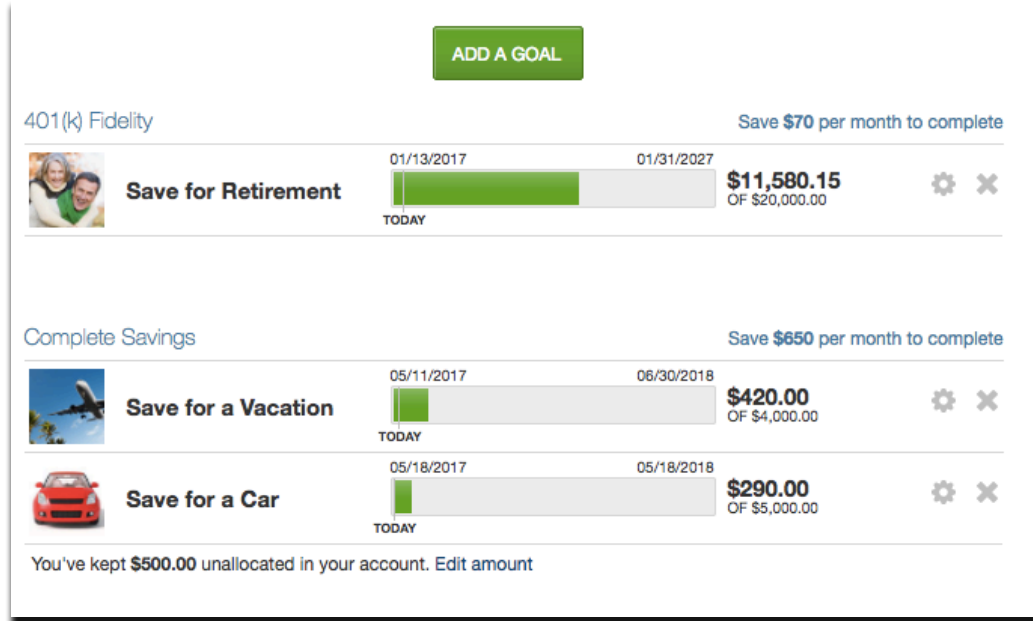 ADD A GOAL
401(k) Fidelity
Save $70 per month to complete
01/13/2017
01/31/2027
Save for Retirement
$11,580.15
OF $20,000.00
TODAY
Complete Savings
Save $650 per month to complete
05/11/2017
06/30/2018
Save for a Vacation
$420.00
OF $4,000.00
TODAY
05/18/2017
05/18/2018
Save for a Car
$290.00
OF $5,000.00
TODAY
You've kept $500.00 unallocated in your account. Edit amount